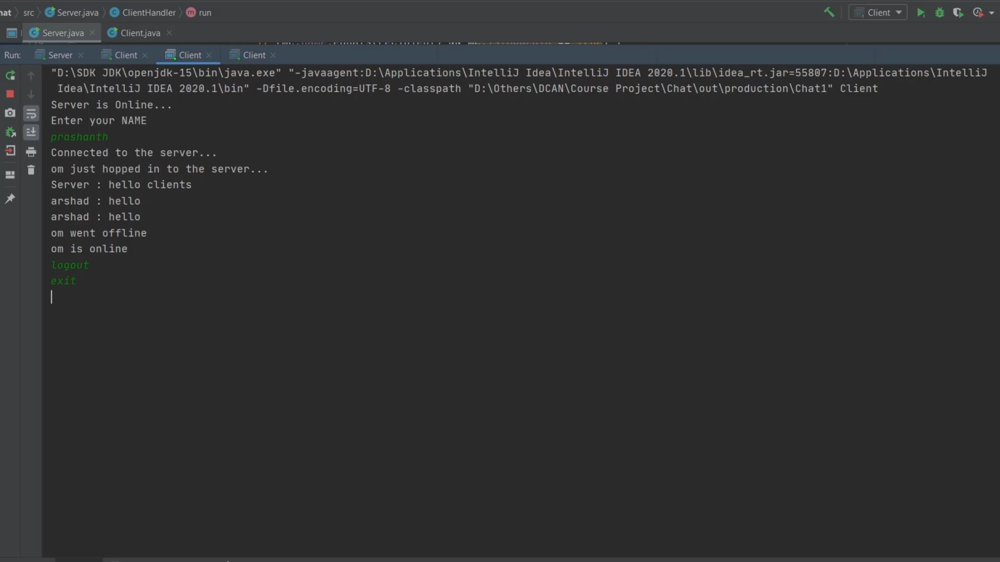 hat src Server.java ClientHandler run Client
Server.java Client.java
Run: Server Client Client Client
"D:\SDK JDK\openjdk-15\bin\java.exe" "-javaagent:D:\Applications\IntelliJ Idea\IntelliJ IDEA 2020.1\lib\idea_rt.jar=55807:D:\Applications\IntelliJ
Idea\IntelliJ IDEA 2020.1\bin" -Dfile.encoding=UTF-8 -classpath "D:\Others\DCAN\Course Project\Chat\out\production\Chat1" Client
Server is Online...
Enter your NAME
prashanth
Connected to the server...
om just hopped in to the server...
Server : hello clients
arshad : hello
arshad : hello
om went offline
om is online
logout
exit